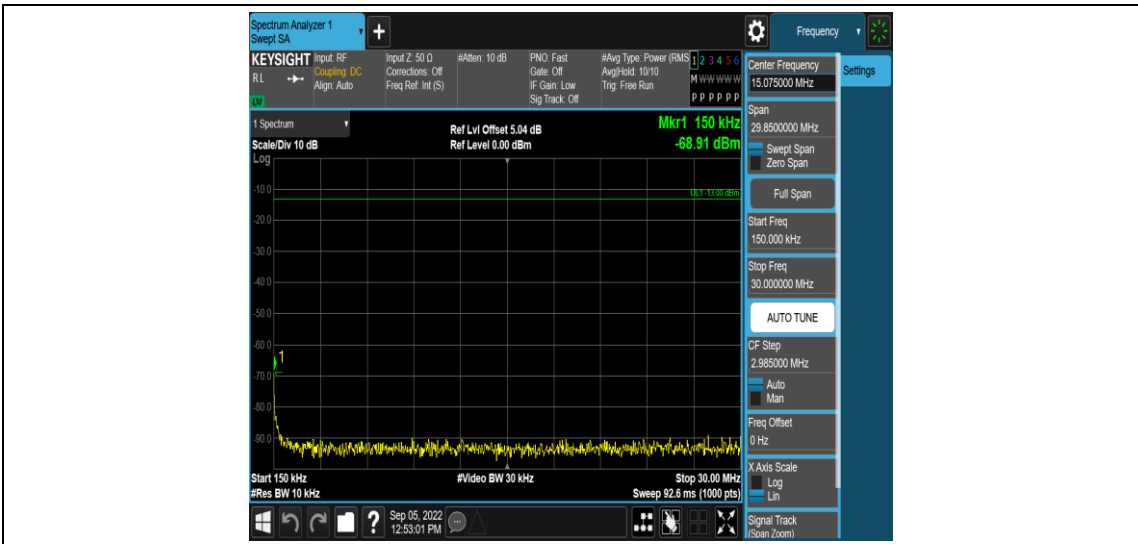 Spectrum Analyzer 1
Swept SA
+
Frequency
KEYSIGHT
RL
LXI
Input: RF
Coupling: DC
Align: Auto
Input Z: 50 Ω
Corrections: Off
Freq Ref: Int (S)
#Atten: 10 dB
PNO: Fast
Gate: Off
IF Gain: Low
Sig Track: Off
#Avg Type: Power (RMS
Avg|Hold: 10/10
Trig: Free Run
1 2 3 4 5 6
M W W W W W
P P P P P P
1 Spectrum
Scale/Div 10 dB
Ref Lvl Offset 5.04 dB
Ref Level 0.00 dBm
Mkr1 150 kHz
-68.91 dBm
Log
DL1 -13.00 dBm
-10.0
-20.0
-30.0
-40.0
-50.0
-60.0
1
-70.0
-80.0
-90.0
Start 150 kHz
#Video BW 30 kHz
Stop 30.00 MHz
#Res BW 10 kHz
Sweep 92.6 ms (1000 pts)
?
Sep 05, 2022
12:53:01 PM
Center Frequency
15.075000 MHz
Settings
Span
29.8500000 MHz
Swept Span
Zero Span
Full Span
Start Freq
150.000 kHz
Stop Freq
30.000000 MHz
AUTO TUNE
CF Step
2.985000 MHz
Auto
Man
Freq Offset
0 Hz
X Axis Scale
Log
Lin
Signal Track
(Span Zoom)